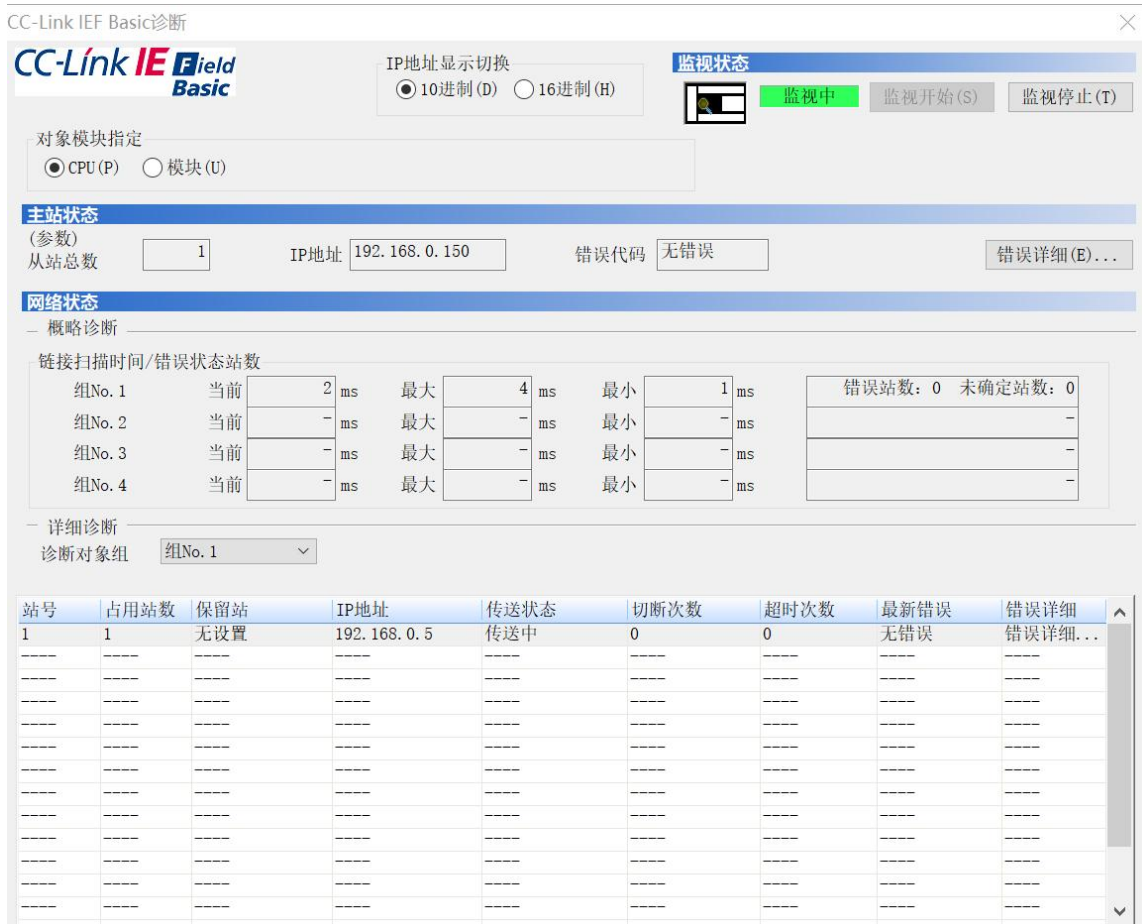 CC-Link IEF Basic诊断
CC-Link IE Field
Basic
IP地址显示切换
10进制(D) 16进制(H)
监视状态
监视中 监视开始(S) 监视停止(T)
对象模块指定
CPU(P) 模块(U)
主站状态
(参数)
从站总数 1 IP地址 192.168.0.150 错误代码 无错误 错误详细(E)...
网络状态
概略诊断
链接扫描时间/错误状态站数
组No.1 当前 2 ms 最大 4 ms 最小 1 ms 错误站数: 0 未确定站数: 0
组No.2 当前 - ms 最大 - ms 最小 - ms -
组No.3 当前 - ms 最大 - ms 最小 - ms -
组No.4 当前 - ms 最大 - ms 最小 - ms -
详细诊断
诊断对象组 组No.1
站号 占用站数 保留站 IP地址 传送状态 切断次数 超时次数 最新错误 错误详细
1 1 无设置 192.168.0.5 传送中 0 0 无错误 错误详细...
---- ---- ---- ---- ---- ---- ---- ---- ----
---- ---- ---- ---- ---- ---- ---- ---- ----
---- ---- ---- ---- ---- ---- ---- ---- ----
---- ---- ---- ---- ---- ---- ---- ---- ----
---- ---- ---- ---- ---- ---- ---- ---- ----
---- ---- ---- ---- ---- ---- ---- ---- ----
---- ---- ---- ---- ---- ---- ---- ---- ----
---- ---- ---- ---- ---- ---- ---- ---- ----
---- ---- ---- ---- ---- ---- ---- ---- ----
---- ---- ---- ---- ---- ---- ---- ---- ----
---- ---- ---- ---- ---- ---- ---- ---- ----
---- ---- ---- ---- ---- ---- ---- ---- ----